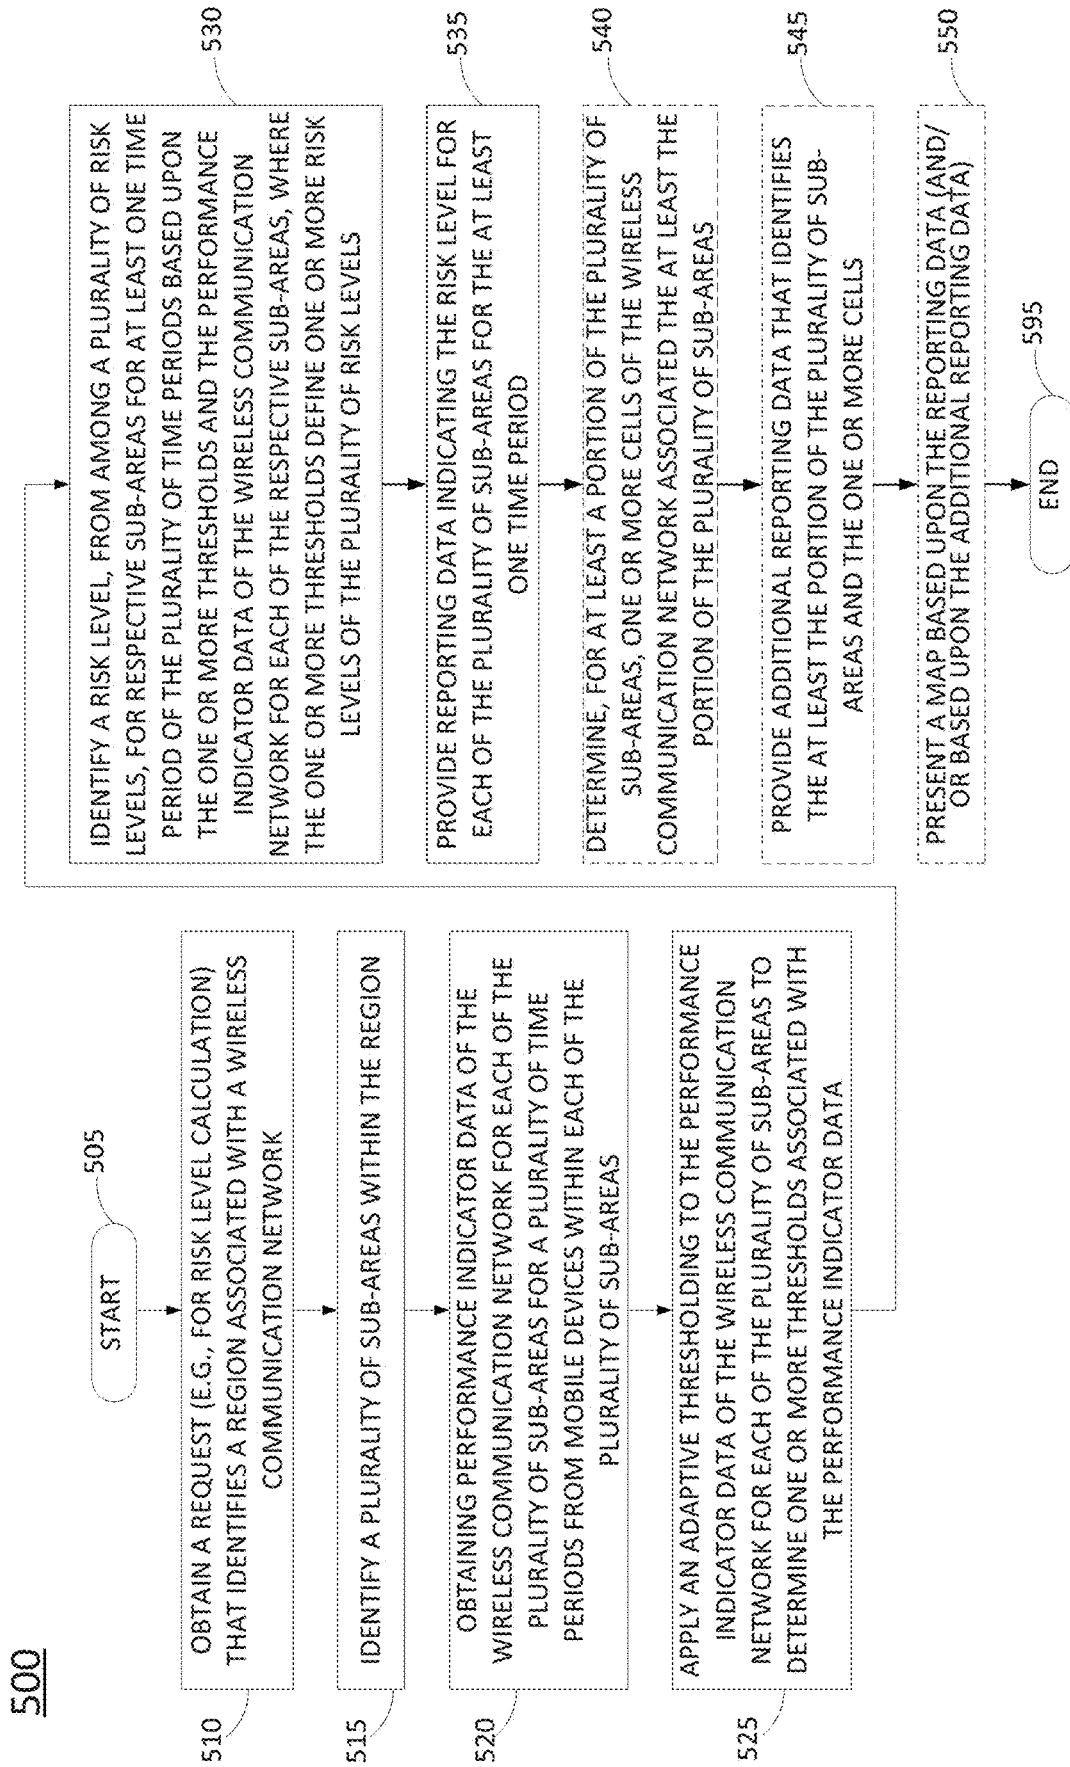 500
START
505
OBTAIN A REQUEST (E.G., FOR RISK LEVEL CALCULATION)
THAT IDENTIFIES A REGION ASSOCIATED WITH A WIRELESS
COMMUNICATION NETWORK
510
IDENTIFY A PLURALITY OF SUB-AREAS WITHIN THE REGION
515
OBTAINING PERFORMANCE INDICATOR DATA OF THE
WIRELESS COMMUNICATION NETWORK FOR EACH OF THE
PLURALITY OF SUB-AREAS FOR A PLURALITY OF TIME
PERIODS FROM MOBILE DEVICES WITHIN EACH OF THE
PLURALITY OF SUB-AREAS
520
APPLY AN ADAPTIVE THRESHOLDING TO THE PERFORMANCE
INDICATOR DATA OF THE WIRELESS COMMUNICATION
NETWORK FOR EACH OF THE PLURALITY OF SUB-AREAS TO
DETERMINE ONE OR MORE THRESHOLDS ASSOCIATED WITH
THE PERFORMANCE INDICATOR DATA
525
IDENTIFY A RISK LEVEL, FROM AMONG A PLURALITY OF RISK
LEVELS, FOR RESPECTIVE SUB-AREAS FOR AT LEAST ONE TIME
PERIOD OF THE PLURALITY OF TIME PERIODS BASED UPON
THE ONE OR MORE THRESHOLDS AND THE PERFORMANCE
INDICATOR DATA OF THE WIRELESS COMMUNICATION
NETWORK FOR EACH OF THE RESPECTIVE SUB-AREAS, WHERE
THE ONE OR MORE THRESHOLDS DEFINE ONE OR MORE RISK
LEVELS OF THE PLURALITY OF RISK LEVELS
530
PROVIDE REPORTING DATA INDICATING THE RISK LEVEL FOR
EACH OF THE PLURALITY OF SUB-AREAS FOR THE AT LEAST
ONE TIME PERIOD
535
DETERMINE, FOR AT LEAST A PORTION OF THE PLURALITY OF
SUB-AREAS, ONE OR MORE CELLS OF THE WIRELESS
COMMUNICATION NETWORK ASSOCIATED THE AT LEAST THE
PORTION OF THE PLURALITY OF SUB-AREAS
540
PROVIDE ADDITIONAL REPORTING DATA THAT IDENTIFIES
THE AT LEAST THE PORTION OF THE PLURALITY OF SUB-
AREAS AND THE ONE OR MORE CELLS
545
PRESENT A MAP BASED UPON THE REPORTING DATA (AND/
OR BASED UPON THE ADDITIONAL REPORTING DATA)
550
END
595